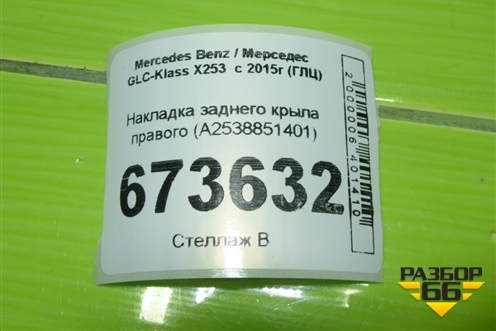 Mercedes Benz / Мерседес
GLC-Klass X253 с 2015г (ГЛЦ)
Накладка заднего крыла
правого (A2538851401)
673632
Стеллаж В
2000006401410
РАЗБОР
66